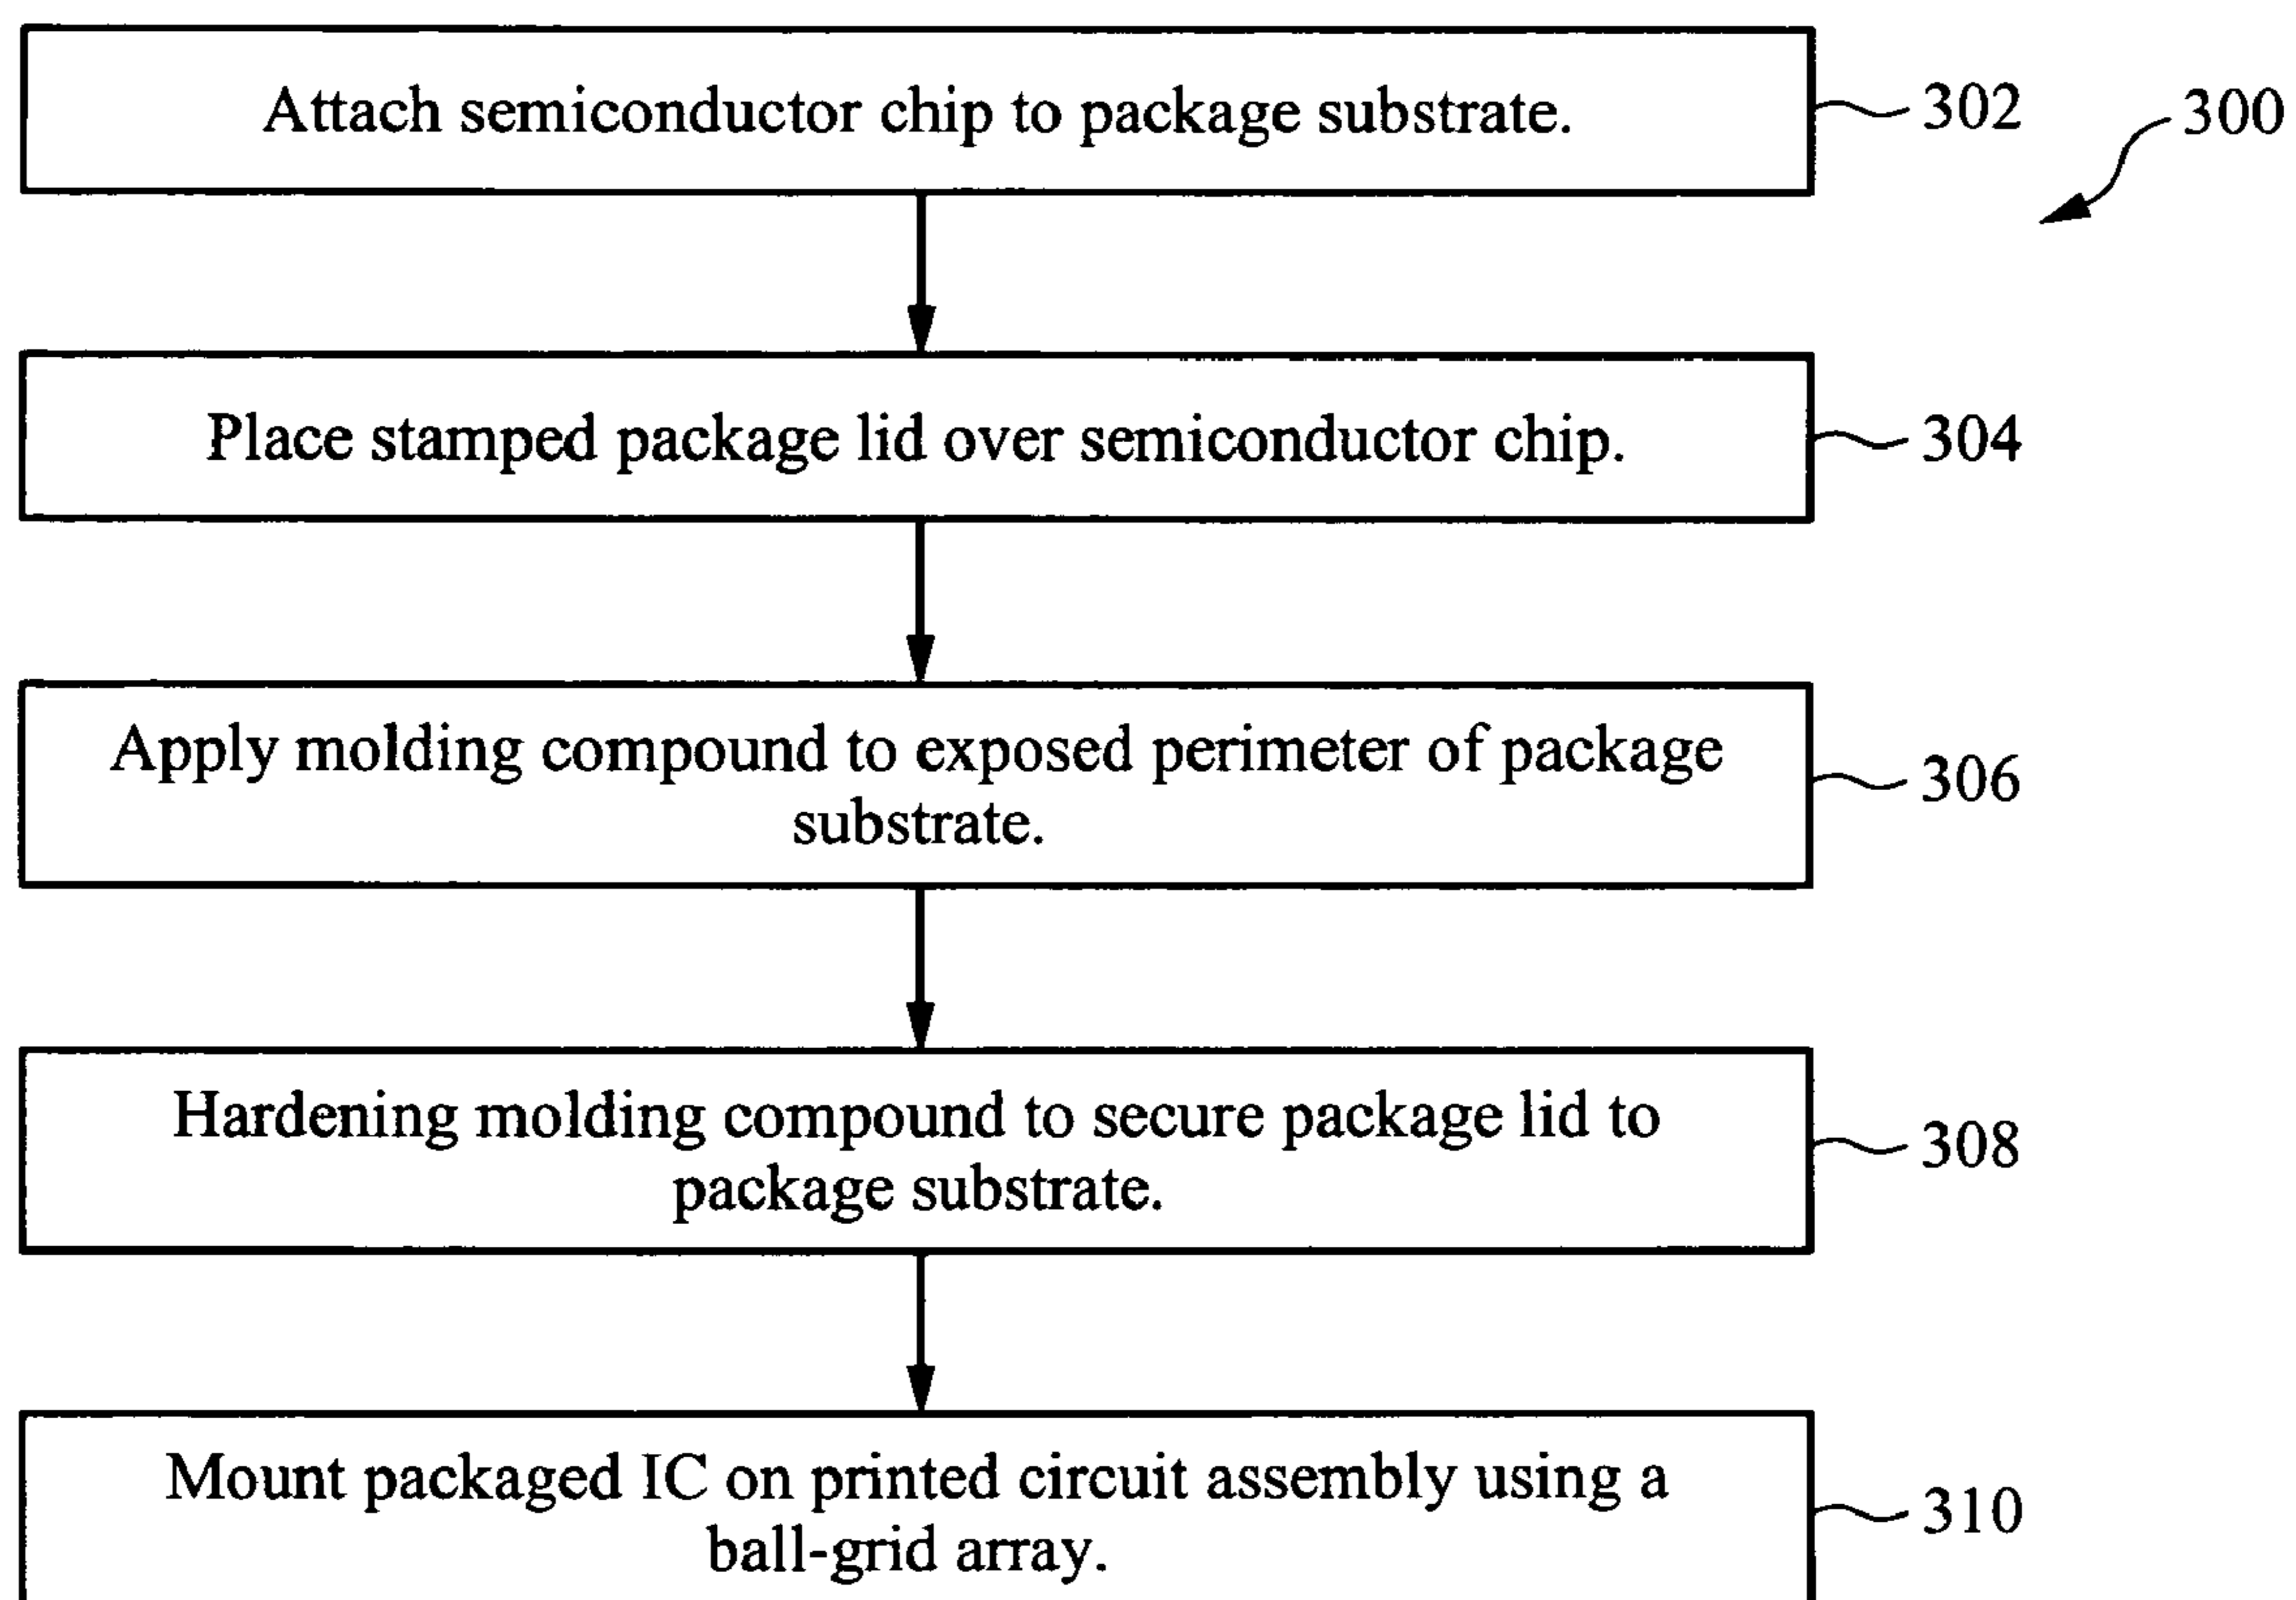 Attach semiconductor chip to package substrate.
302
300
Place stamped package lid over semiconductor chip.
304
Apply molding compound to exposed perimeter of package
substrate.
306
Hardening molding compound to secure package lid to
package substrate.
308
Mount packaged IC on printed circuit assembly using a
ball-grid array.
310